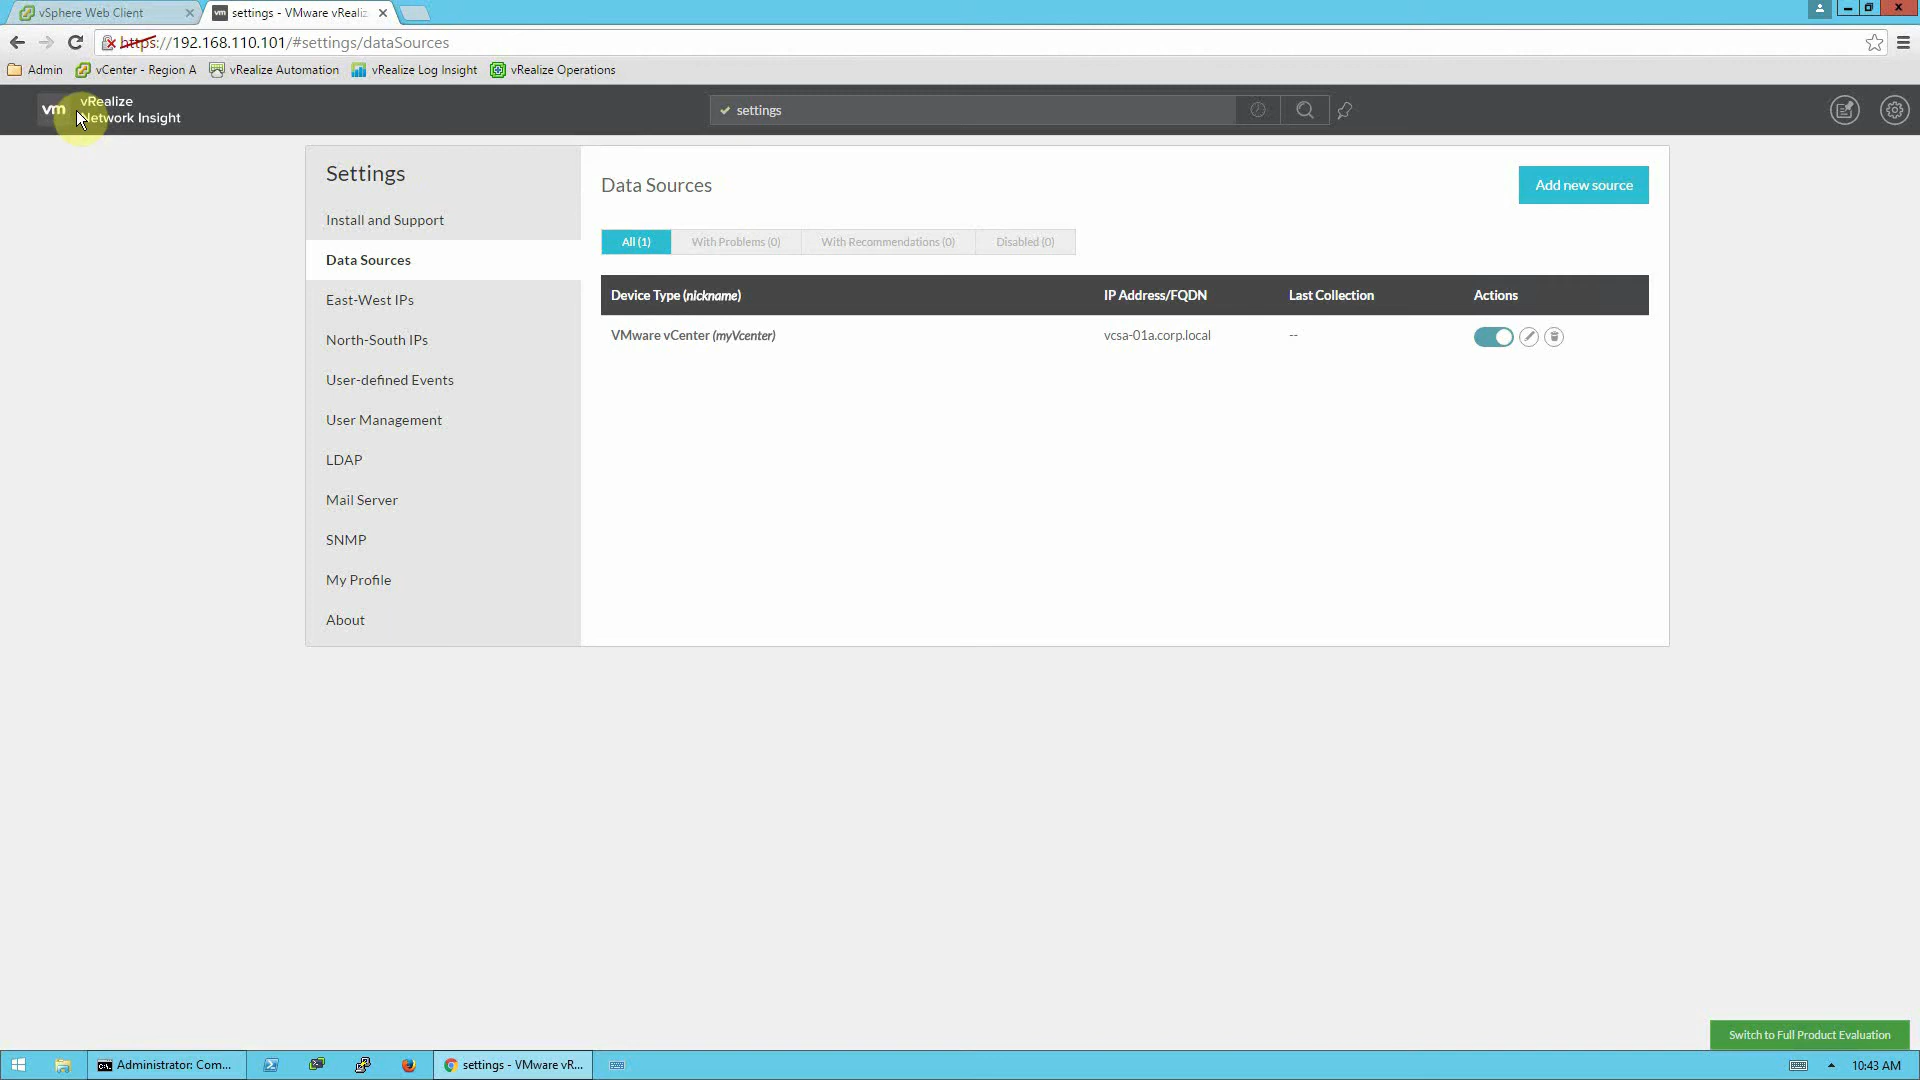 vSphere Web Client
settings - VMware vRealiz
https://192.168.110.101/#settings/dataSources
Admin
vCenter - Region A
vRealize Automation
vRealize Log Insight
vRealize Operations
vm
vRealize
Network Insight
settings
Settings
Install and Support
Data Sources
East-West IPs
North-South IPs
User-defined Events
User Management
LDAP
Mail Server
SNMP
My Profile
About
Data Sources
Add new source
All (1)
With Problems (0)
With Recommendations (0)
Disabled (0)
Device Type (nickname)
IP Address/FQDN
Last Collection
Actions
VMware vCenter (myVcenter)
vcsa-01a.corp.local
--
Switch to Full Product Evaluation
Administrator: Com...
settings - VMware vR...
10:43 AM